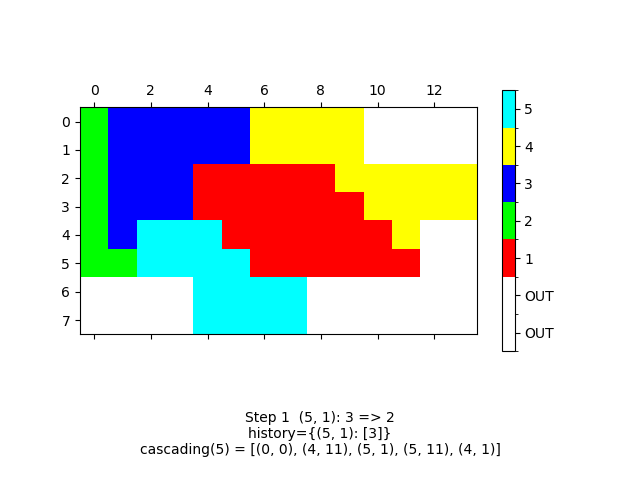 0 2 4 6 8 10 12
0
1
2
3
4
5
6
7
5
4
3
2
1
OUT
OUT
Step 1  (5, 1): 3 => 2
history={(5, 1): [3]}
cascading(5) = [(0, 0), (4, 11), (5, 1), (5, 11), (4, 1)]